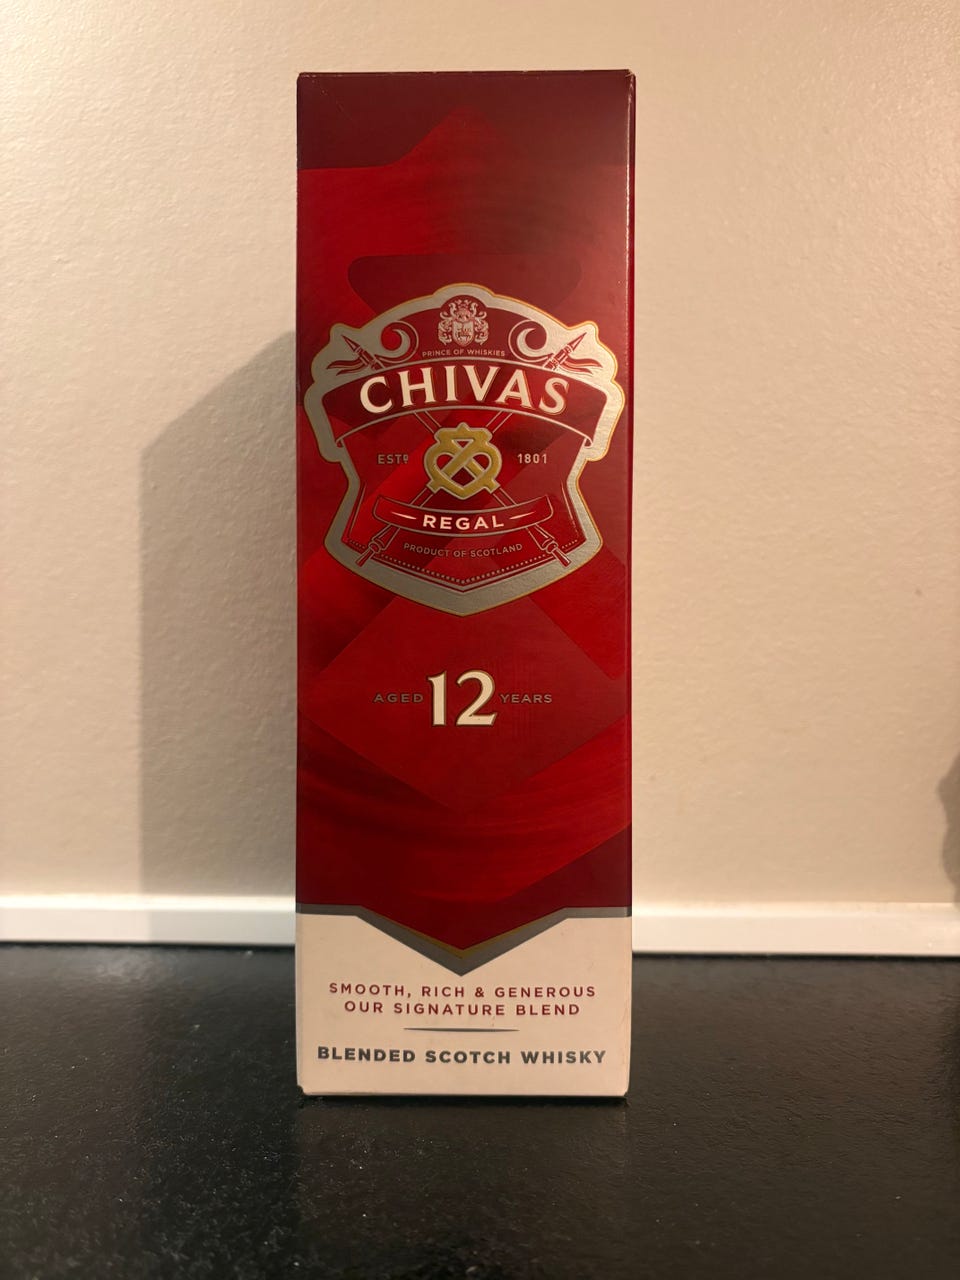 PRINCE OF WHISKIES
CHIVAS
ESTD 1801
REGAL
PRODUCT OF SCOTLAND
AGED 12 YEARS
SMOOTH, RICH & GENEROUS
OUR SIGNATURE BLEND
BLENDED SCOTCH WHISKY